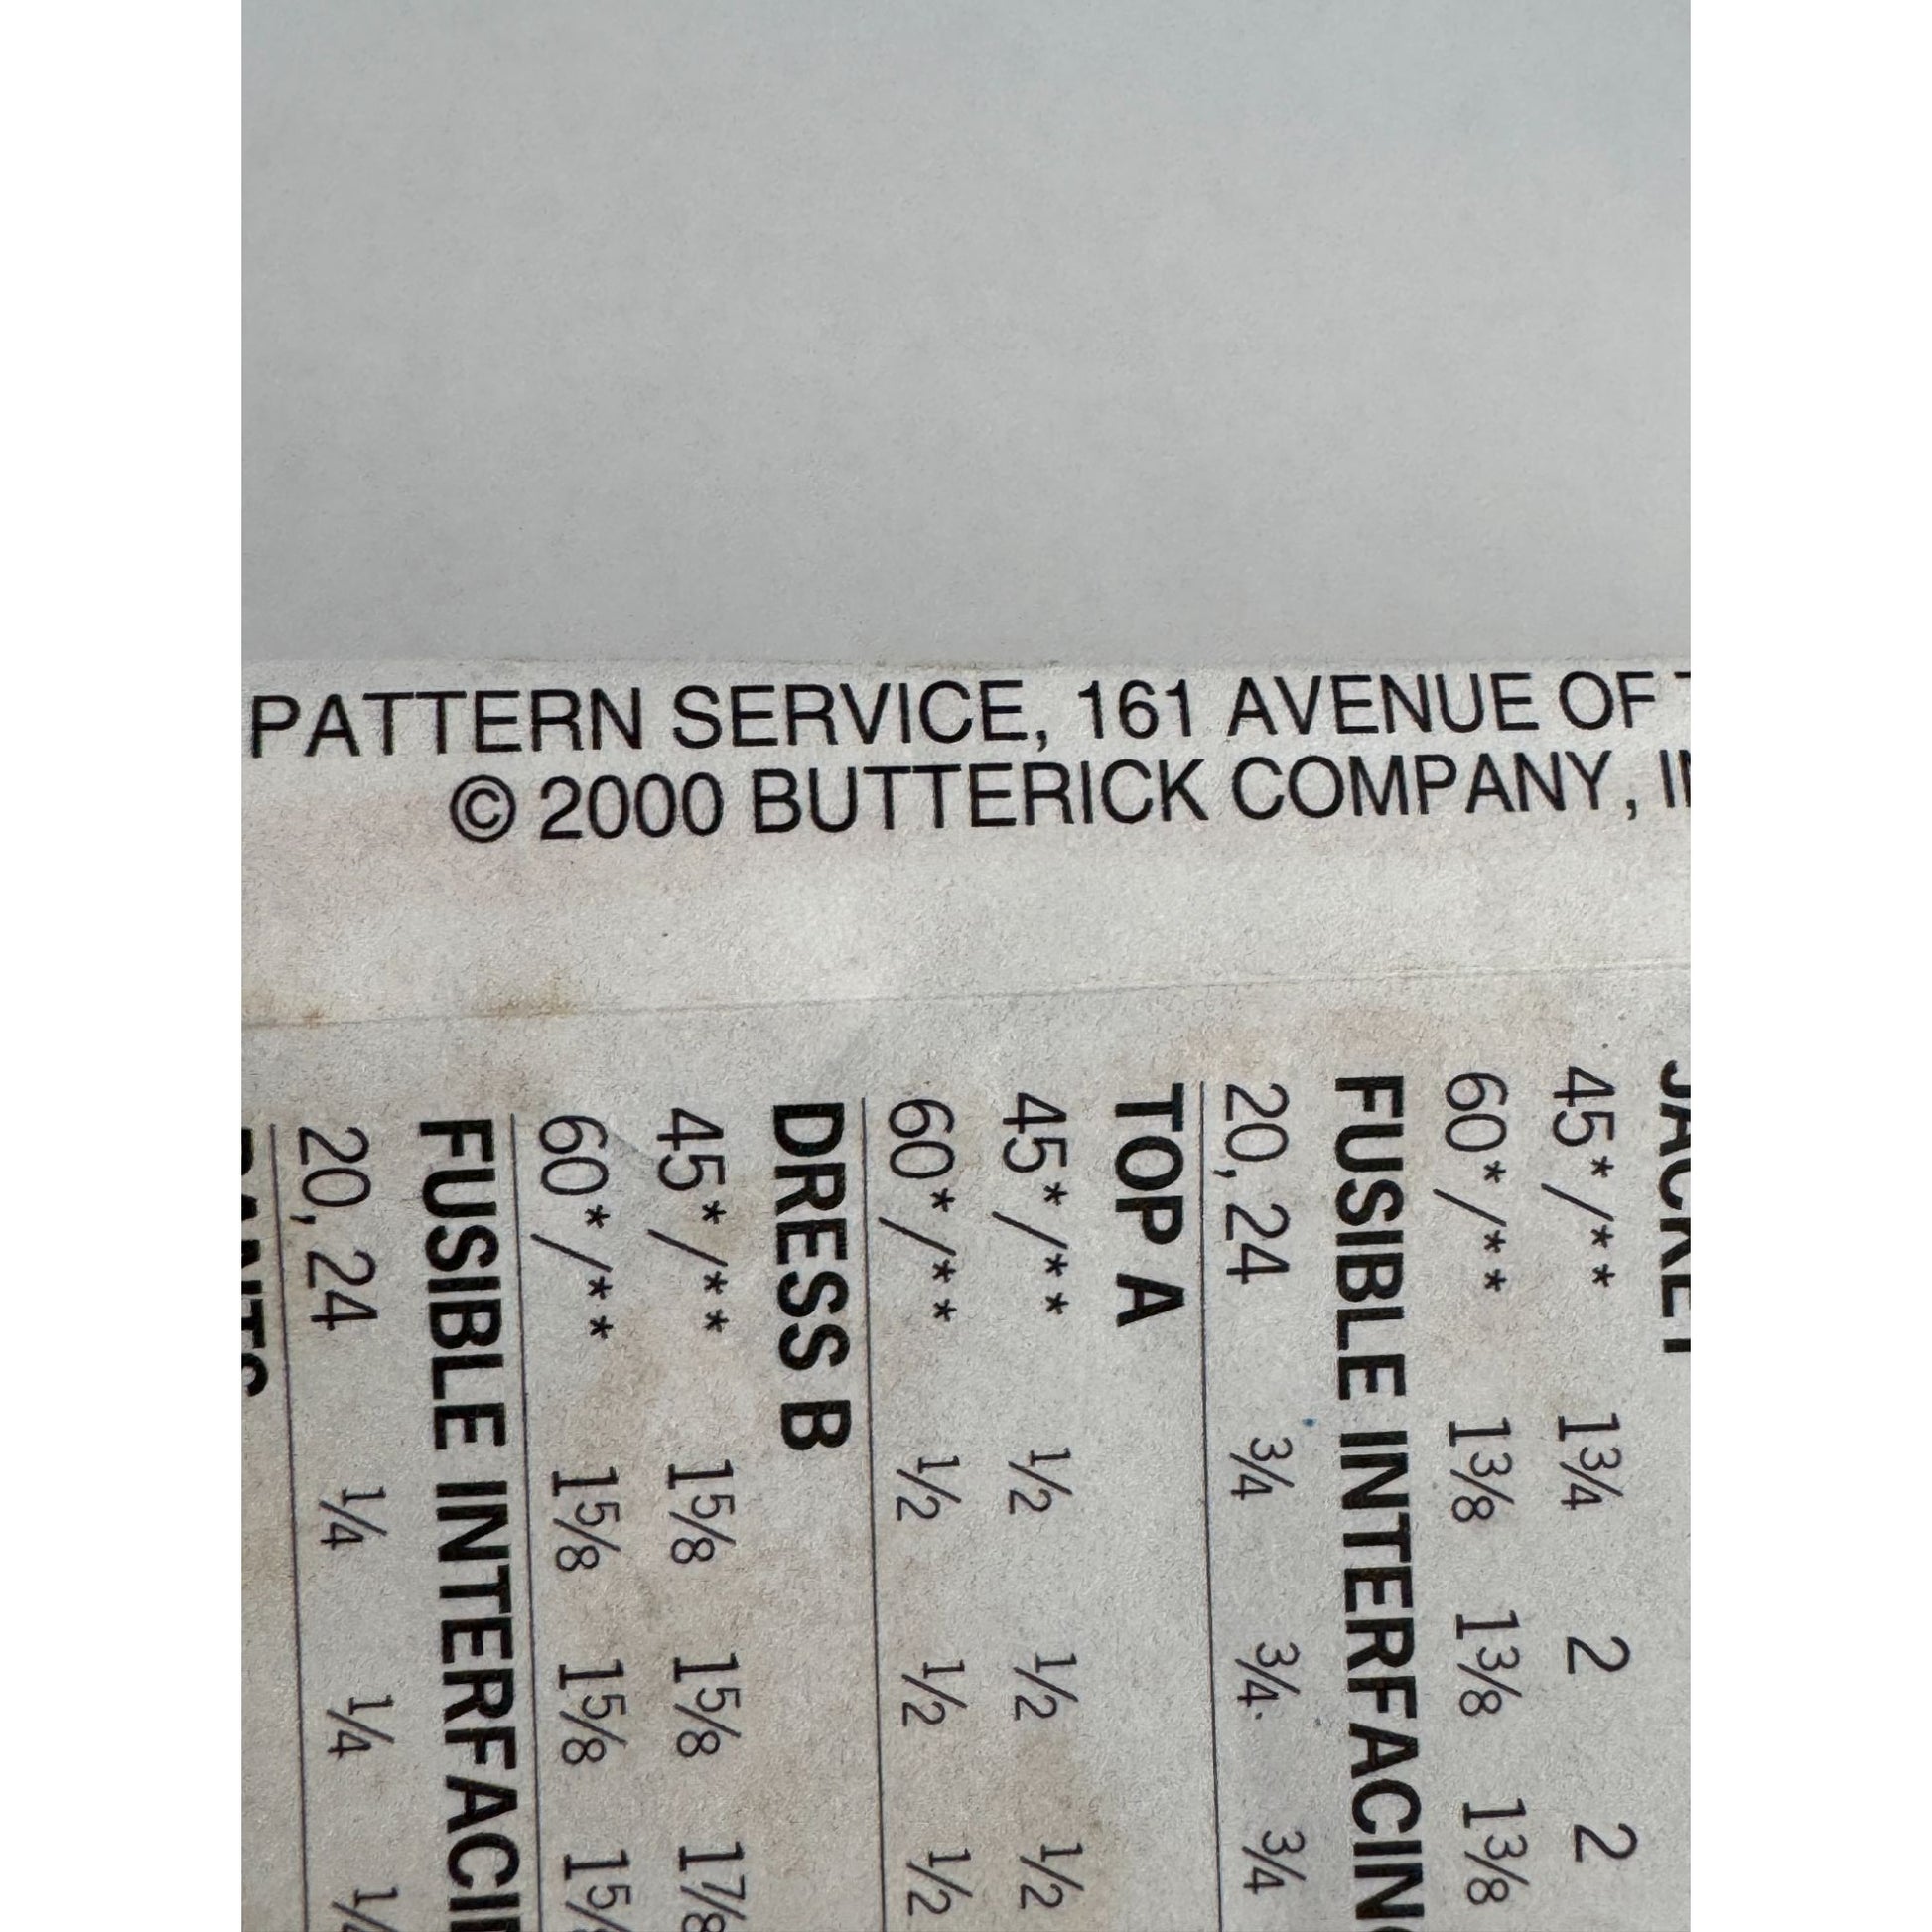 PATTERN SERVICE, 161 AVENUE OF
© 2000 BUTTERICK COMPANY,
JACKET
45*/** 1¾ 2 2
60*/** 1⅜ 1⅜ 1⅜
FUSIBLE INTERFACING
20, 24 ¾ ¾ ¾
TOP A
45*/** ½ ½ ½
60*/** ½ ½ ½
DRESS B
45*/** 1⅝ 1⅝ 1⅞
60*/** 1⅝ 1⅝ 1⅝
FUSIBLE INTERFACIN
20, 24 ¼ ¼